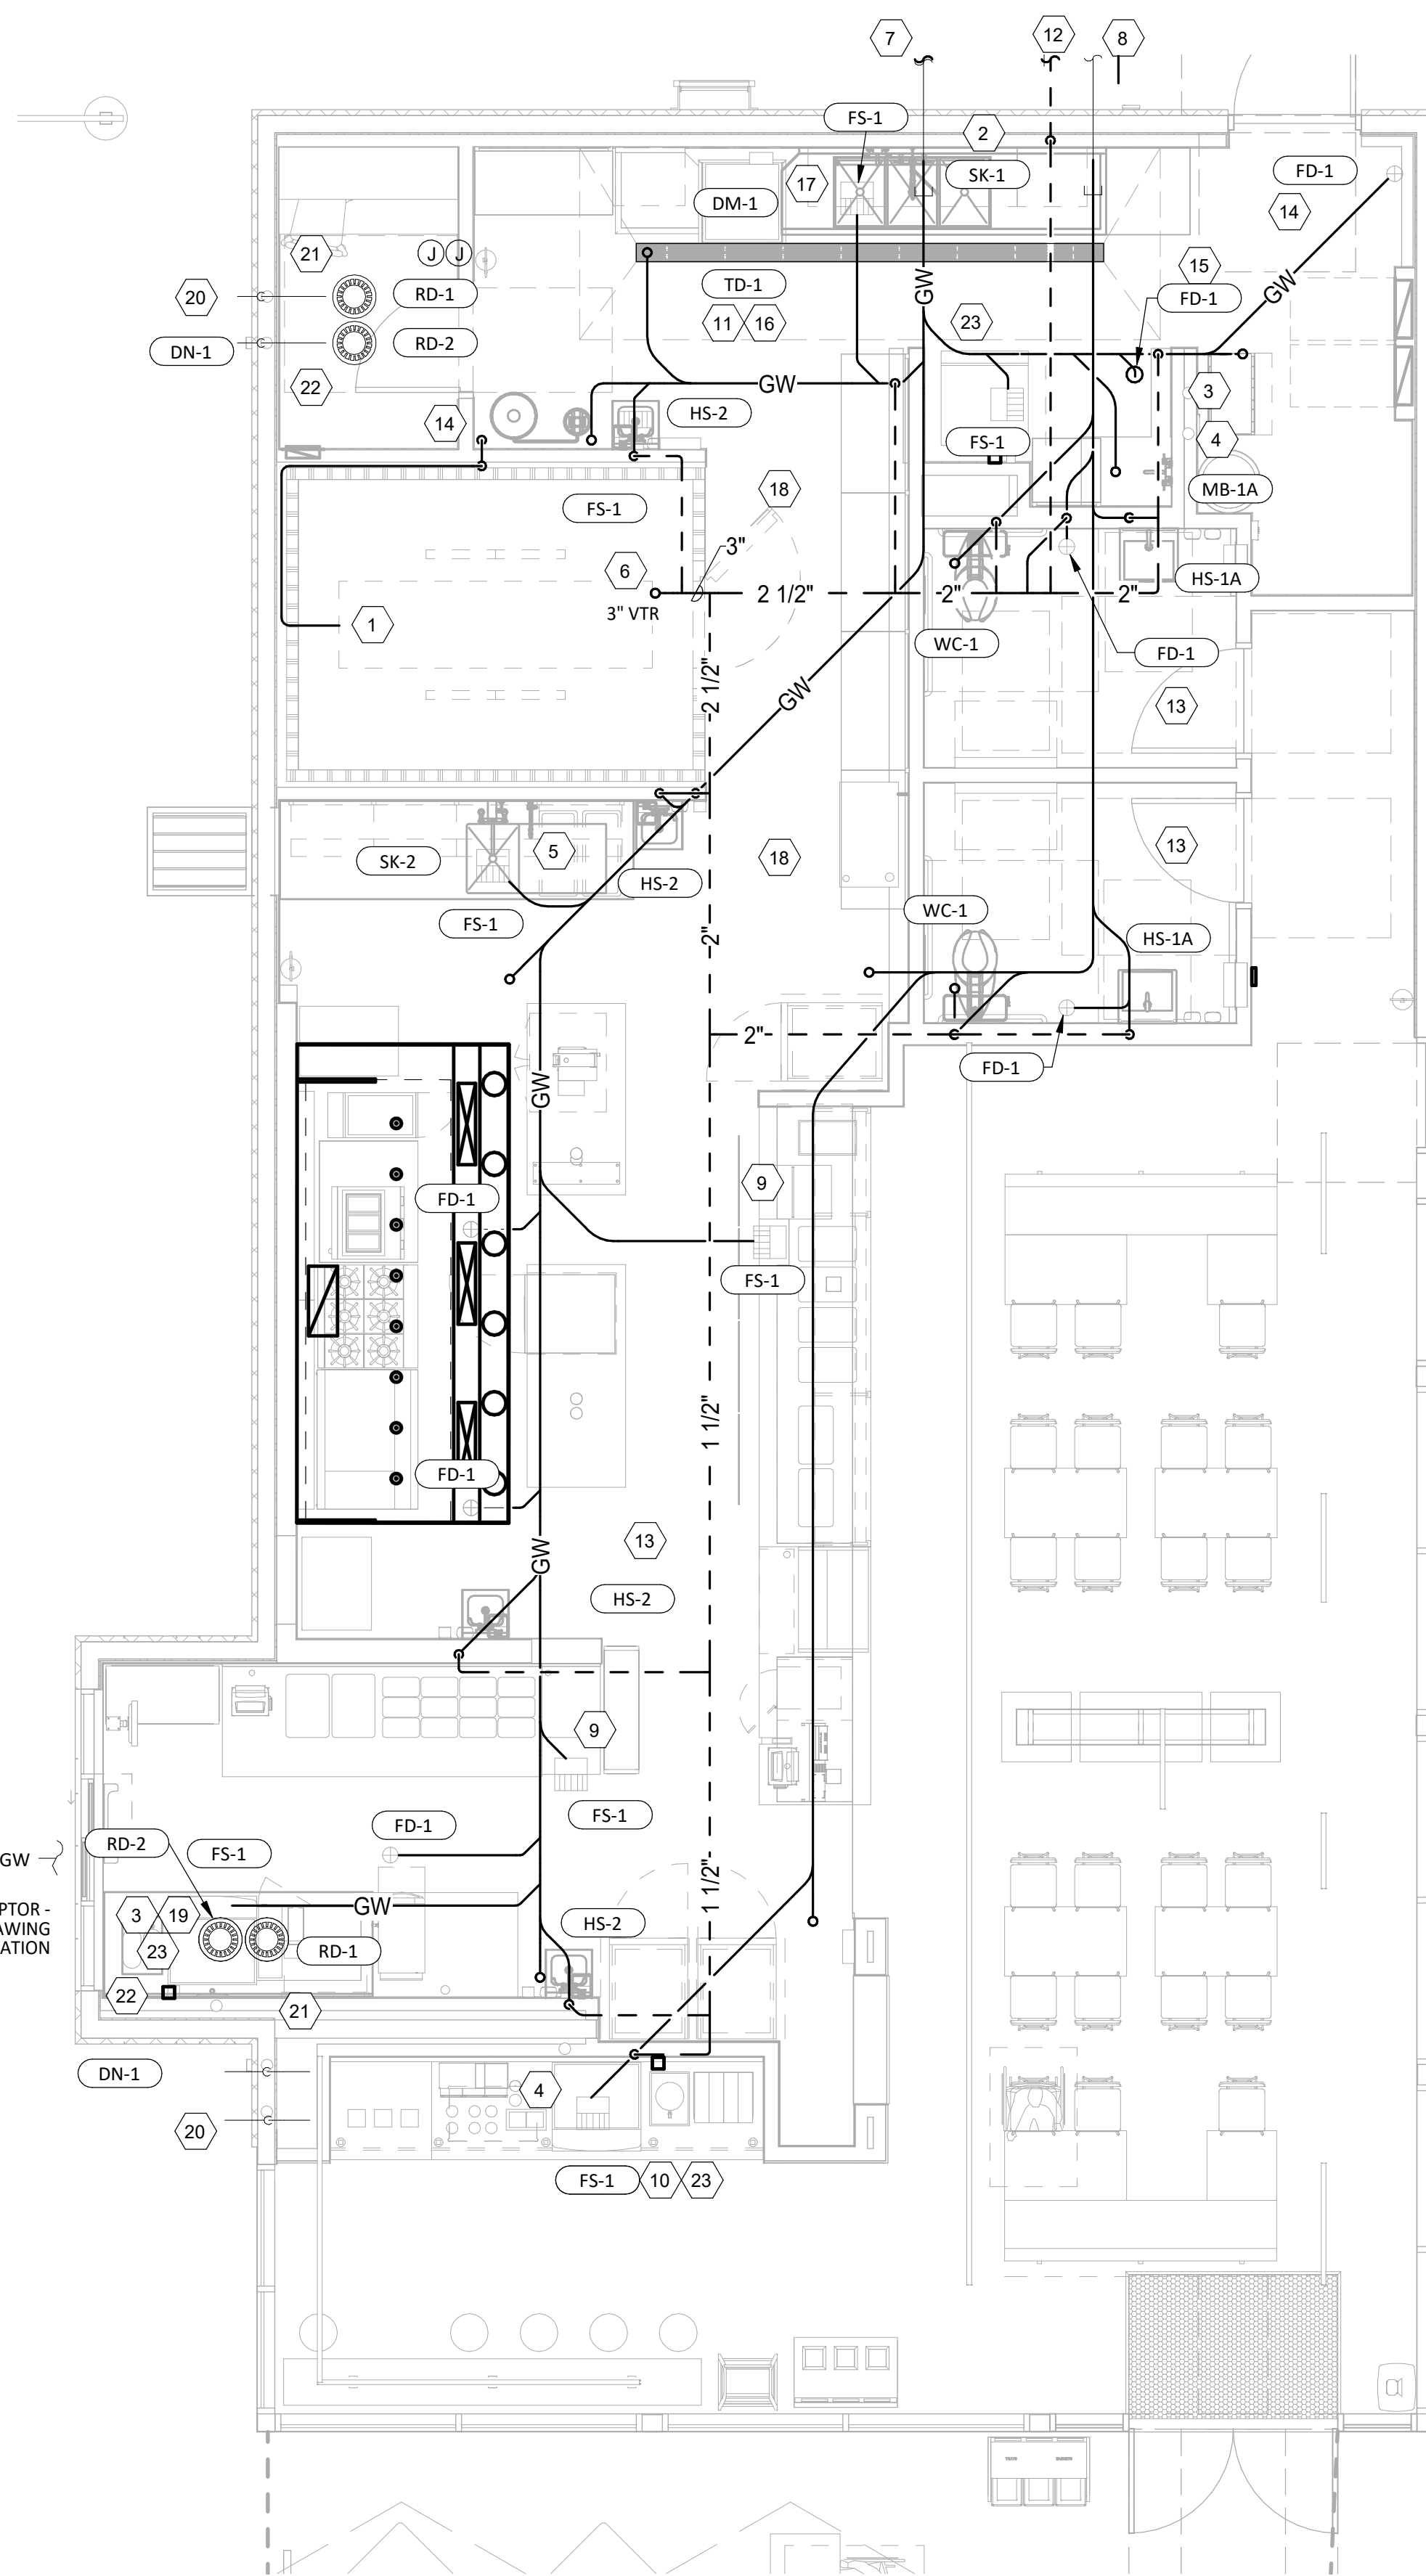 7
12
8
FS-1
2
17
SK-1
FD-1
DM-1
14
21
J
J
20
RD-1
TD-1
GW
15
FD-1
GW
DN-1
RD-2
11
16
23
22
GW
3
14
HS-2
FS-1
4
MB-1A
18
FS-1
3"
6
2 1/2"
2"
2"
HS-1A
3" VTR
1
WC-1
FD-1
2 1/2"
GW
13
SK-2
5
18
13
HS-2
FS-1
WC-1
2"
HS-1A
2"
FD-1
GW
9
FD-1
FS-1
1 1/2"
FD-1
13
GW
HS-2
9
FS-1
FD-1
RD-2
FS-1
GW
1 1/2"
GW
PTOR -
AWING
ATION
3
19
23
HS-2
RD-1
22
21
DN-1
4
20
FS-1
10
23